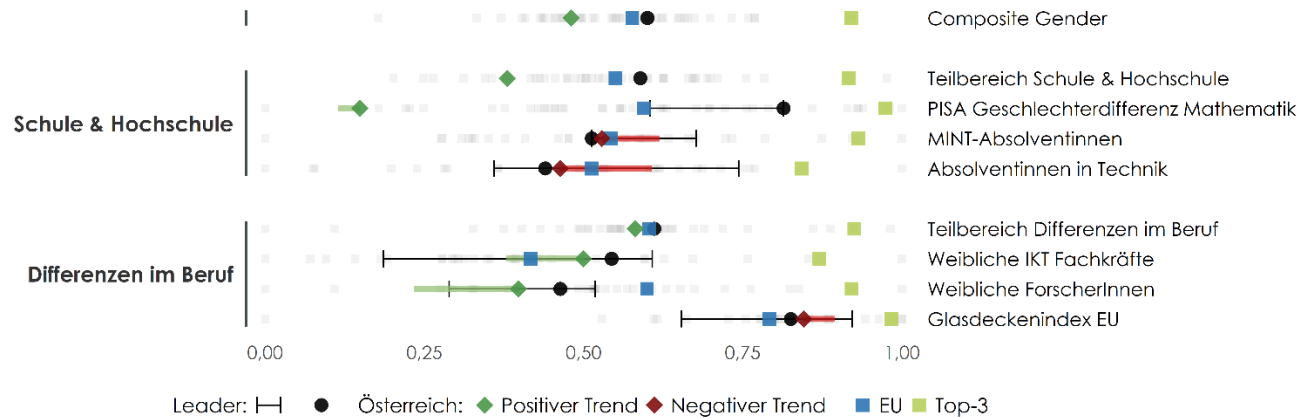 Composite Gender
Schule & Hochschule
Teilbereich Schule & Hochschule
PISA Geschlechterdifferenz Mathematik
MINT-Absolventinnen
Absolventinnen in Technik
Differenzen im Beruf
Teilbereich Differenzen im Beruf
Weibliche IKT Fachkräfte
Weibliche ForscherInnen
Glasdeckenindex EU
0,00 0,25 0,50 0,75 1,00
Leader: Österreich: Positiver Trend Negativer Trend EU Top-3